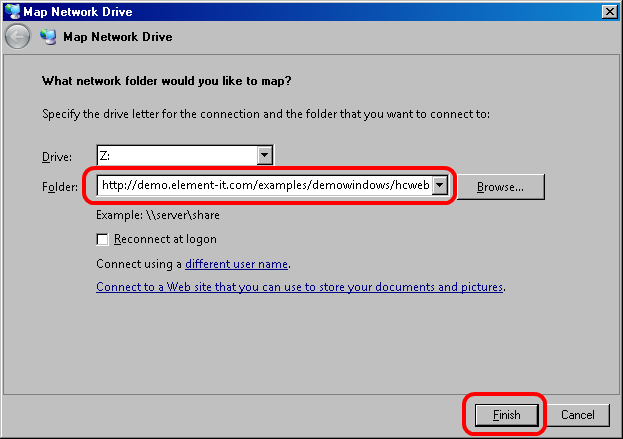 Map Network Drive
Map Network Drive
What network folder would you like to map?
Specify the drive letter for the connection and the folder that you want to connect to:
Drive: Z:
Folder: http://demo.element-it.com/examples/demowindows/hcweb Browse...
Example: \\server\share
Reconnect at logon
Connect using a different user name.
Connect to a Web site that you can use to store your documents and pictures.
Finish Cancel